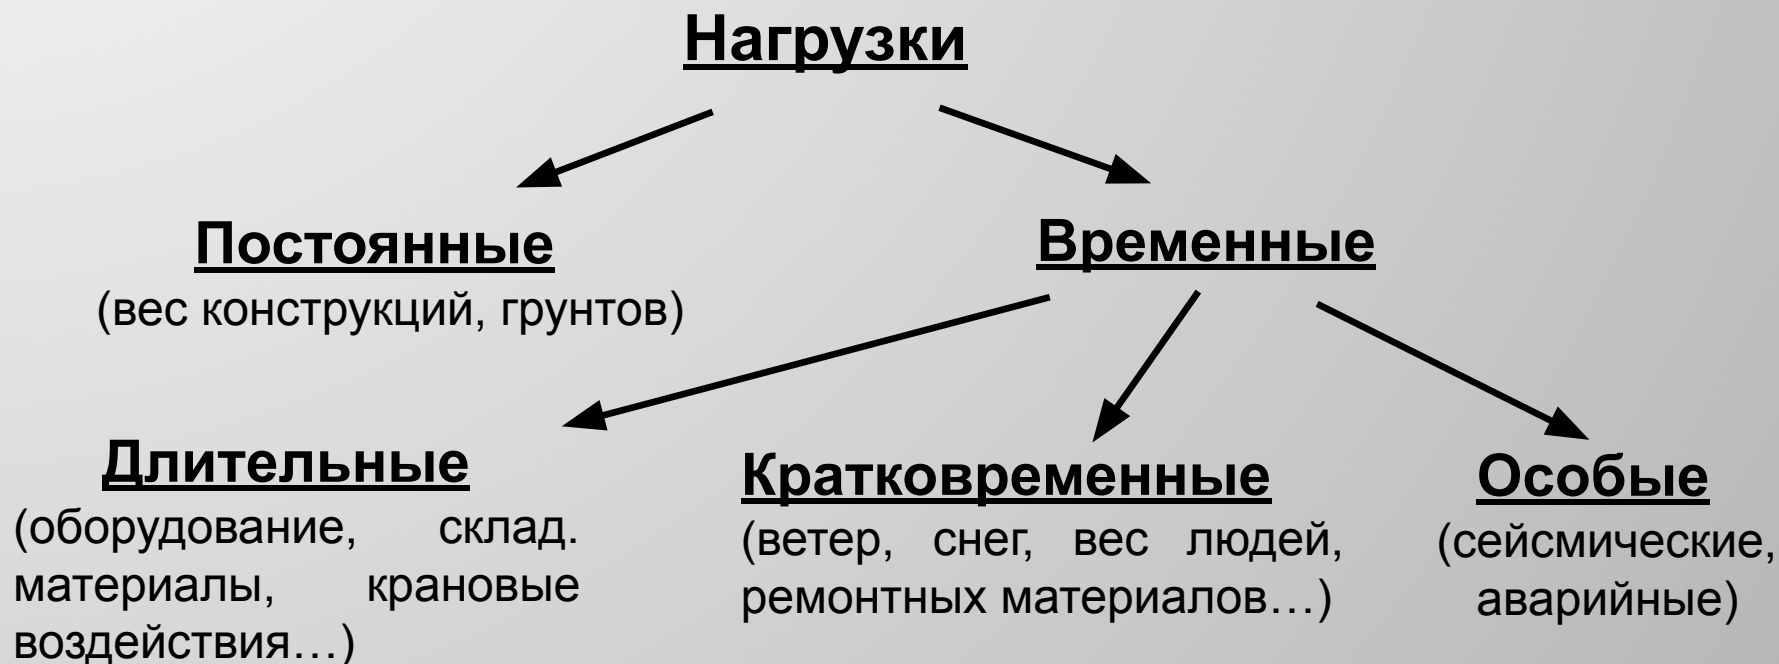 Нагрузки
Постоянные
(вес конструкций, грунтов)
Временные
Длительные
(оборудование, склад.
материалы, крановые
воздействия…)
Кратковременные
(ветер, снег, вес людей,
ремонтных материалов…)
Особые
(сейсмические,
аварийные)